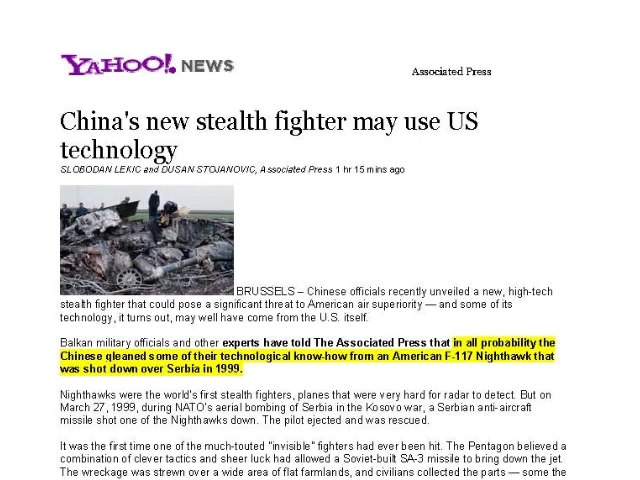 YAHOO! NEWS
Associated Press
China's new stealth fighter may use US
technology
SLOBODAN LEKIC and DUSAN STOJANOVIC, Associated Press 1 hr 15 mins ago
BRUSSELS – Chinese officials recently unveiled a new, high-tech
stealth fighter that could pose a significant threat to American air superiority — and some of its
technology, it turns out, may well have come from the U.S. itself.
Balkan military officials and other experts have told The Associated Press that in all probability the
Chinese gleaned some of their technological know-how from an American F-117 Nighthawk that
was shot down over Serbia in 1999.
Nighthawks were the world's first stealth fighters, planes that were very hard for radar to detect. But on
March 27, 1999, during NATO's aerial bombing of Serbia in the Kosovo war, a Serbian anti-aircraft
missile shot one of the Nighthawks down. The pilot ejected and was rescued.
It was the first time one of the much-touted "invisible" fighters had ever been hit. The Pentagon believed a
combination of clever tactics and sheer luck had allowed a Soviet-built SA-3 missile to bring down the jet.
The wreckage was strewn over a wide area of flat farmlands, and civilians collected the parts — some the